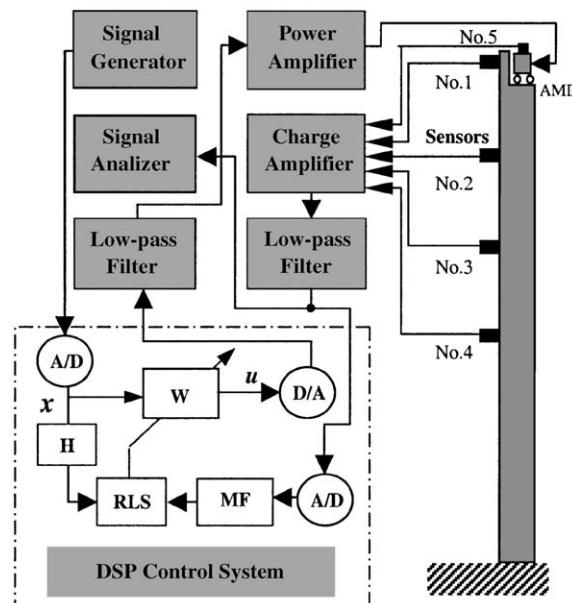 Signal
Generator
Power
Amplifier
No.5
No.1
AMD
Signal
Analizer
Charge
Amplifier
Sensors
No.2
Low-pass
Filter
Low-pass
Filter
No.3
No.4
A/D
x
W
u
D/A
H
RLS
MF
A/D
DSP Control System